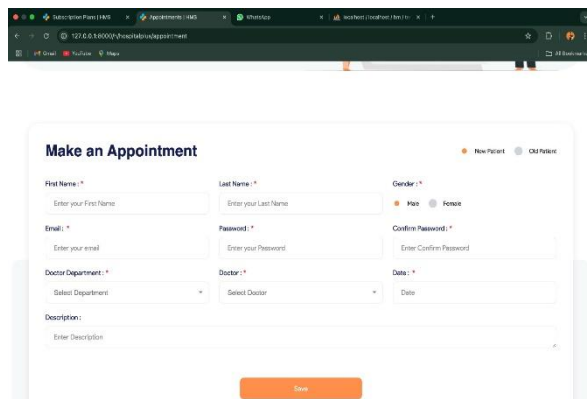 Subscription Plans | HMS
Appointments | HMS
WhatsApp
127.0.0.1:8000/h/hospitalplus/appointment
Gmail YouTube Maps
All Bookmarks
Make an Appointment
New Patient Old Patient
First Name : * Last Name : * Gender : *
Enter your First Name Enter your Last Name Male Female
Email : * Password : * Confirm Password : *
Enter your email Enter your Password Enter Confirm Password
Doctor Department : * Doctor : * Date : *
Select Department Select Doctor Date
Description :
Enter Description
Save